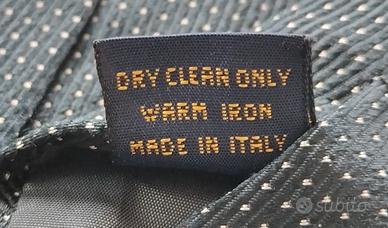 DRY CLEAN ONLY
WARM IRON
MADE IN ITALY
subito